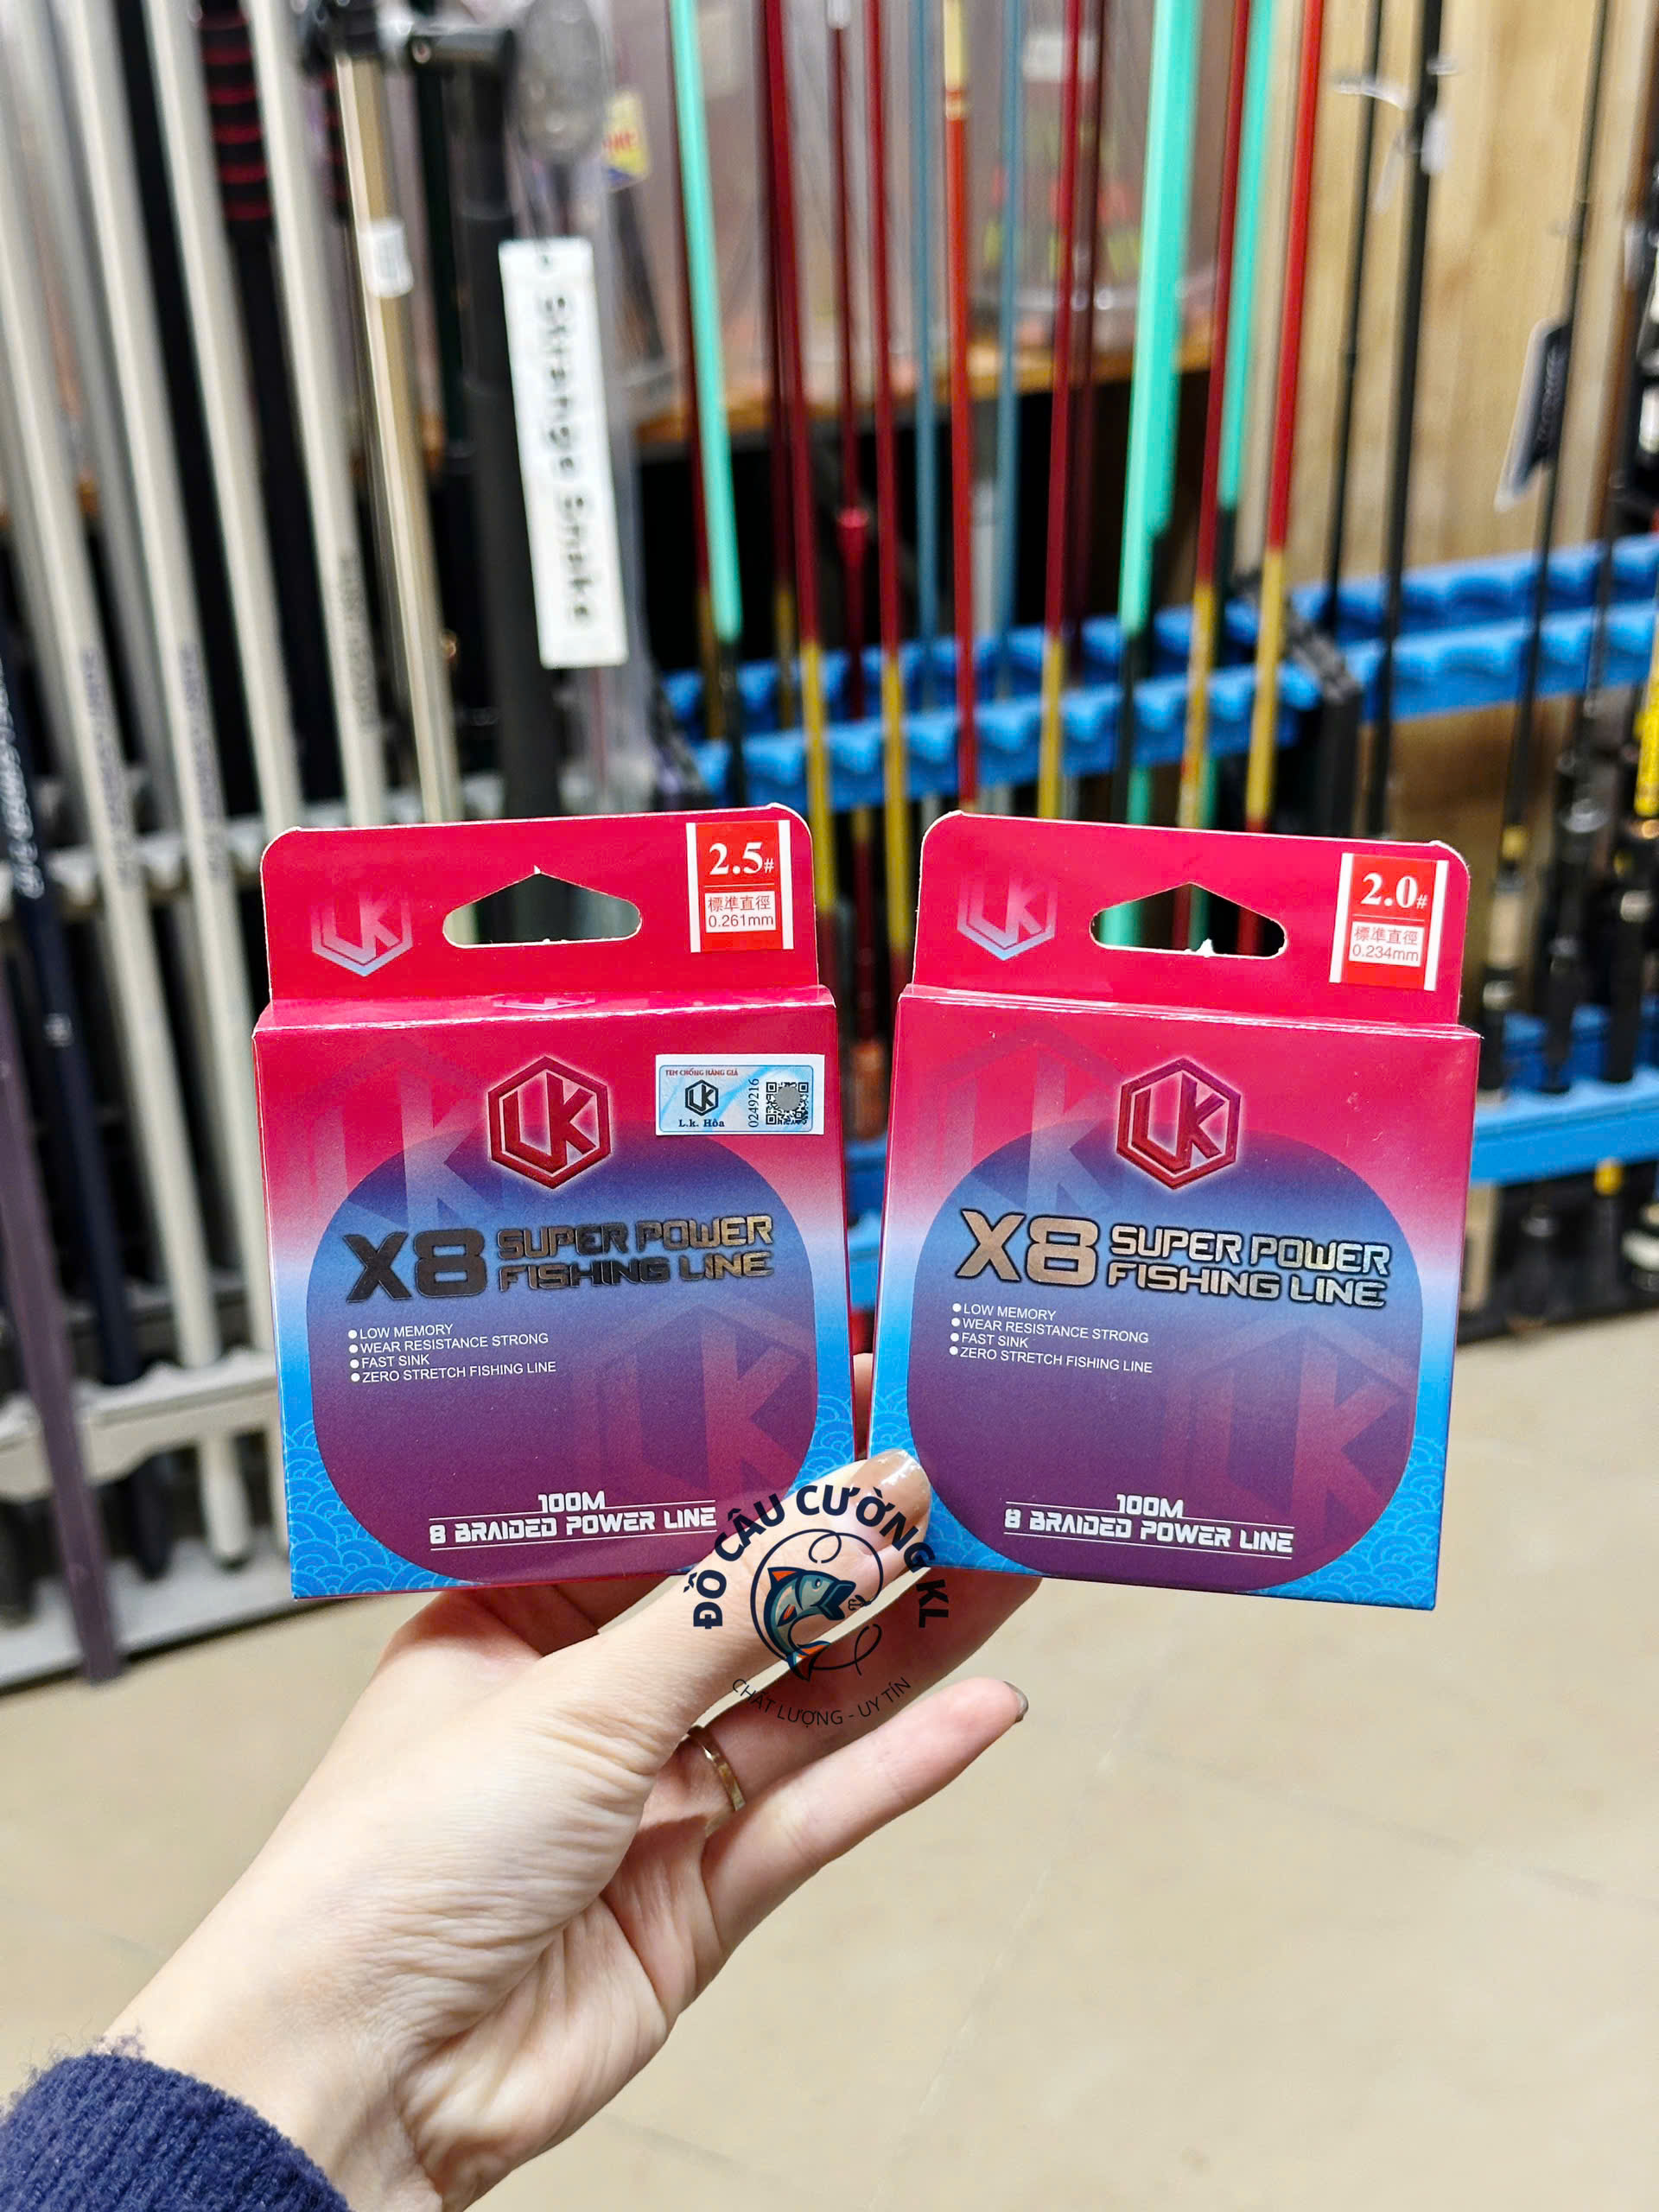 Strange Snake
LK
2.5#
標準直徑
0.261mm
LK
TEM CHỐNG HÀNG GIẢ
LK
L.k. Hòa
0249216
X8 SUPER POWER
FISHING LINE
LOW MEMORY
WEAR RESISTANCE STRONG
FAST SINK
ZERO STRETCH FISHING LINE
100M
8 BRAIDED POWER LINE
LK
2.0#
標準直徑
0.234mm
LK
X8 SUPER POWER
FISHING LINE
LOW MEMORY
WEAR RESISTANCE STRONG
FAST SINK
ZERO STRETCH FISHING LINE
100M
8 BRAIDED POWER LINE
ĐỒ CÂU CƯỜNG KL
CHẤT LƯỢNG - UY TÍN